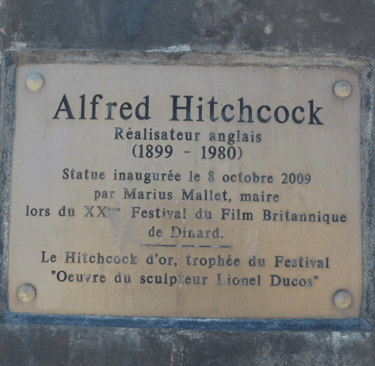 Alfred Hitchcock
Réalisateur anglais
(1899 - 1980)
Statue inaugurée le 8 octobre 2009
par Marius Mallet, maire
lors du XXème Festival du Film Britannique
de Dinard.
Le Hitchcock d'or, trophée du Festival
"Oeuvre du sculpteur Lionel Ducos"